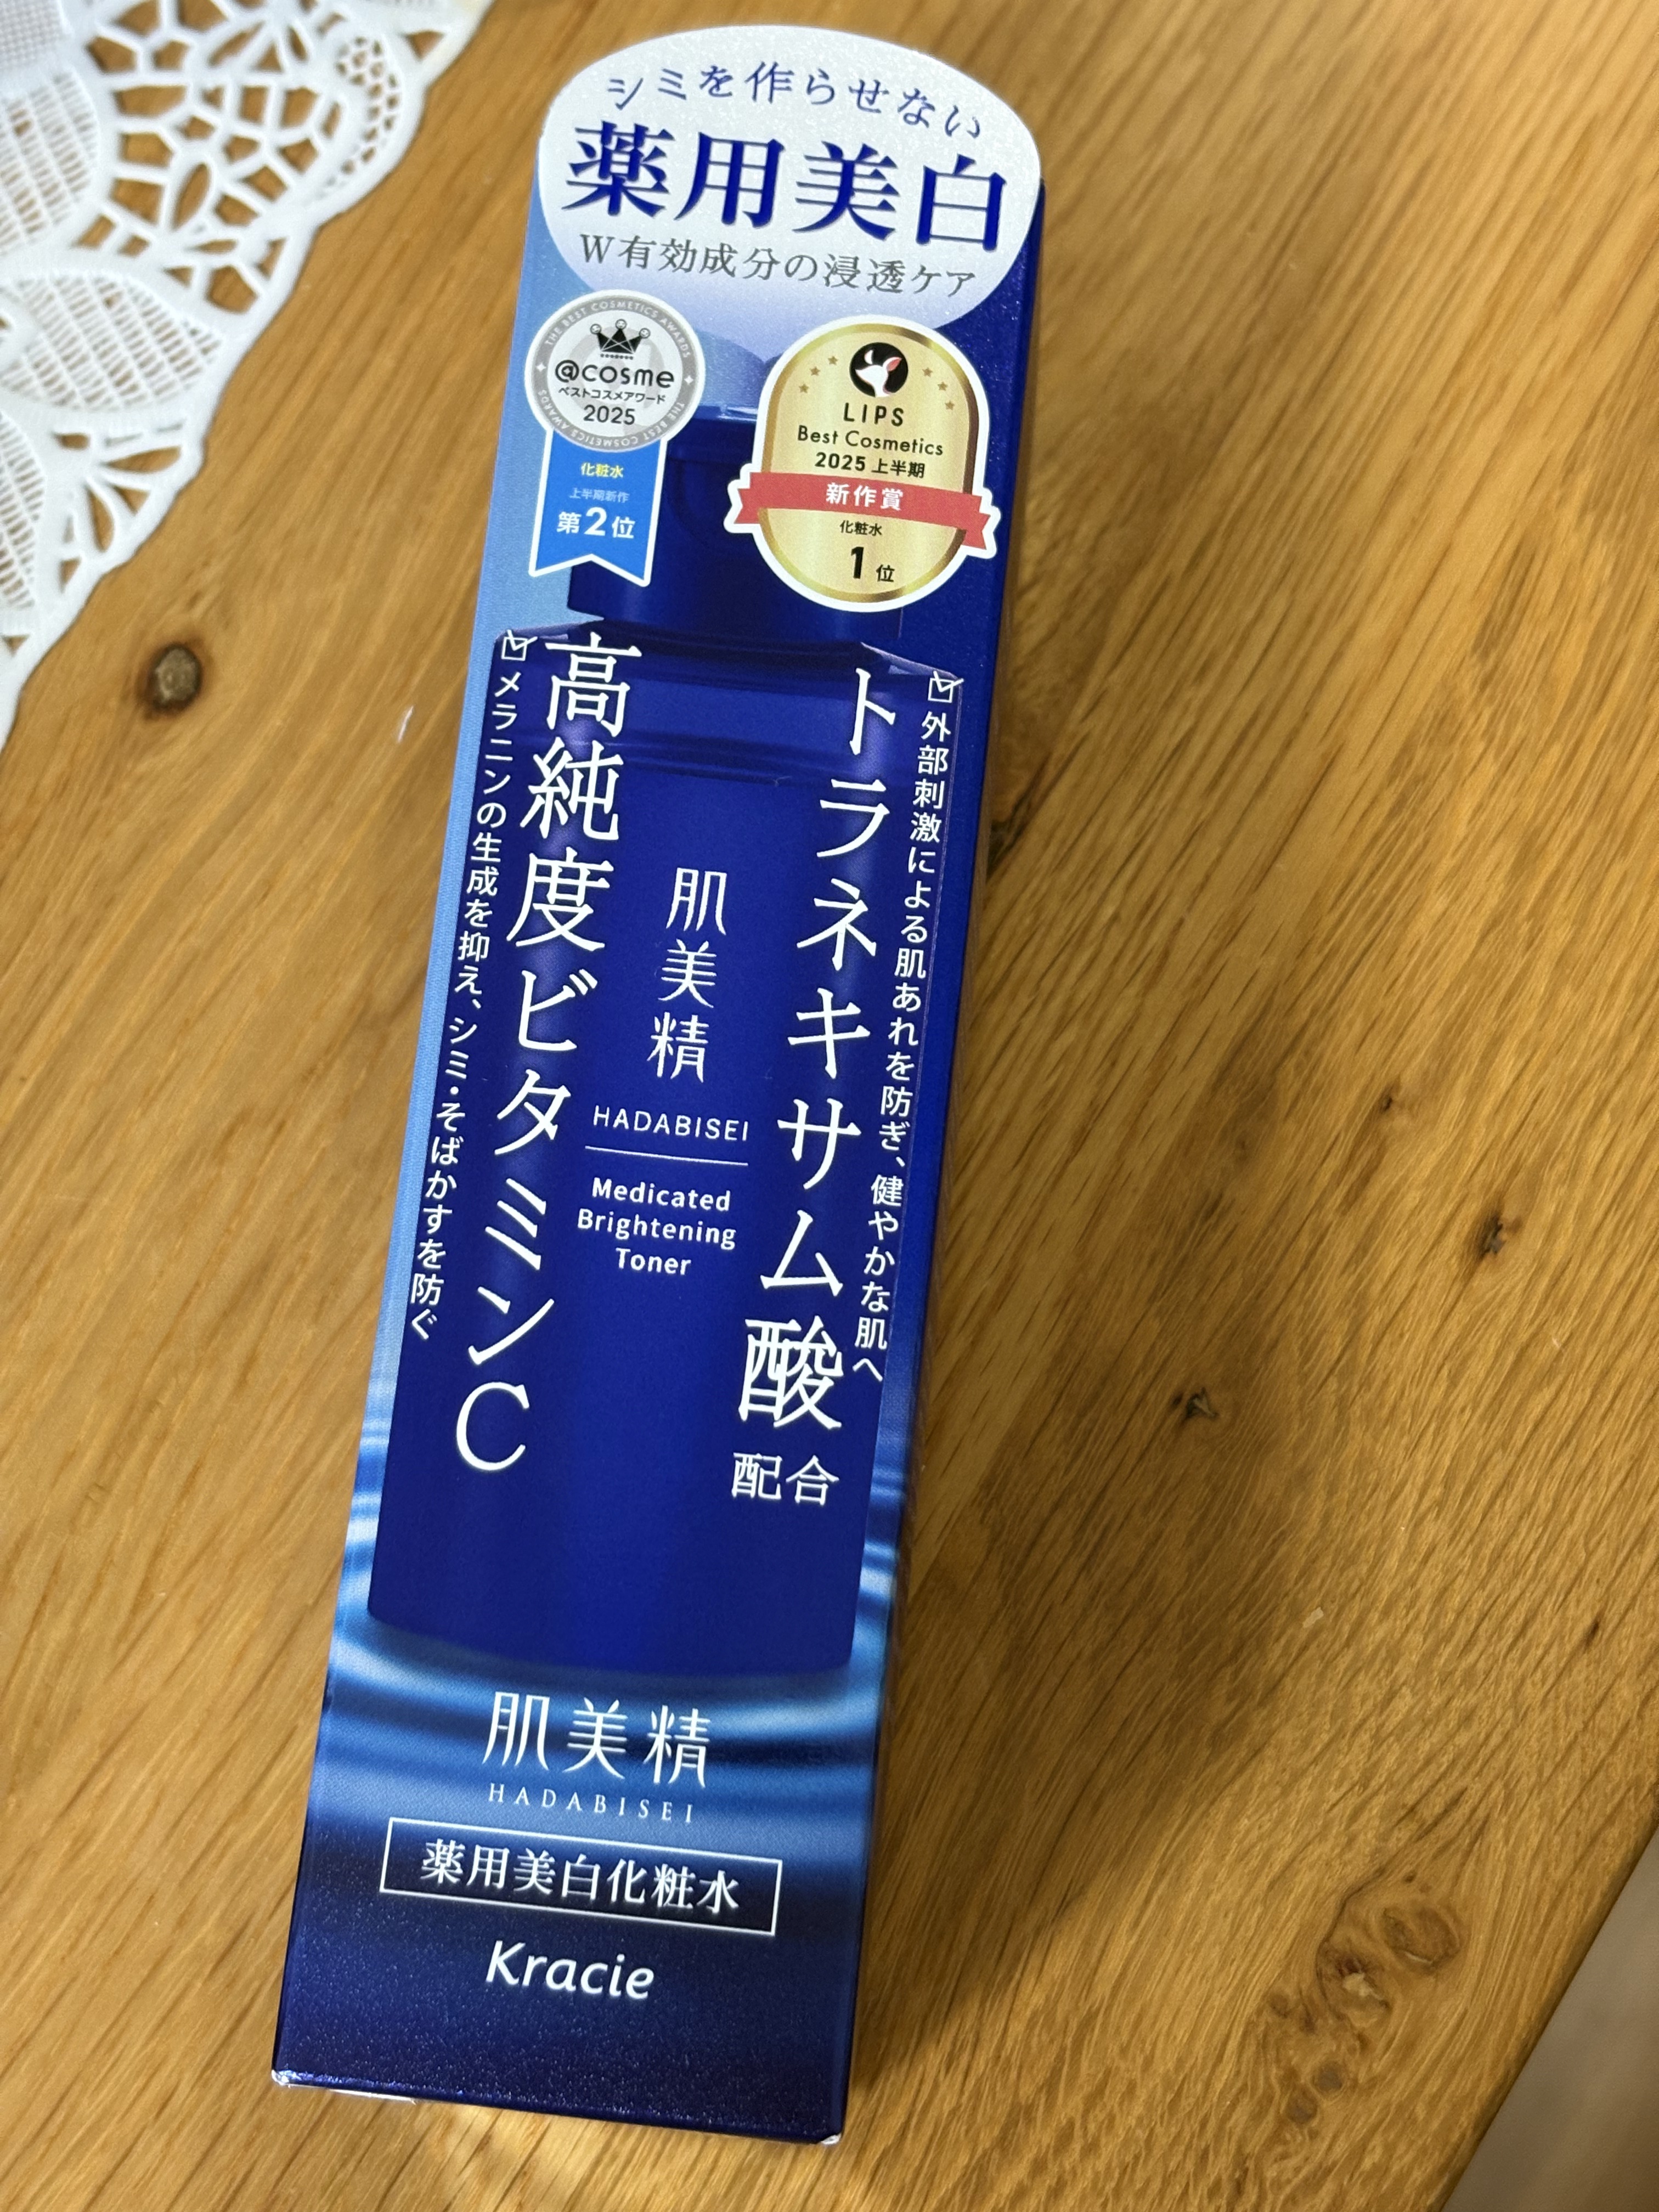 シミを作らせない
薬用美白
W有効成分の浸透ケア
THE BEST COSMETICS AWARDS
@cosme
ベストコスメアワード
2025
THE BEST COSMETICS AWARDS
化粧水
上半期新作
第2位
LIPS
Best Cosmetics
2025 上半期
新作賞
化粧水
1位
外部刺激による肌あれを防ぎ、健やかな肌へ
トラネキサム酸
配合
高純度ビタミンC
メラニンの生成を抑え、シミ・そばかすを防ぐ
肌美精
HADABISEI
Medicated
Brightening
Toner
肌美精
HADABISEI
薬用美白化粧水
Kracie